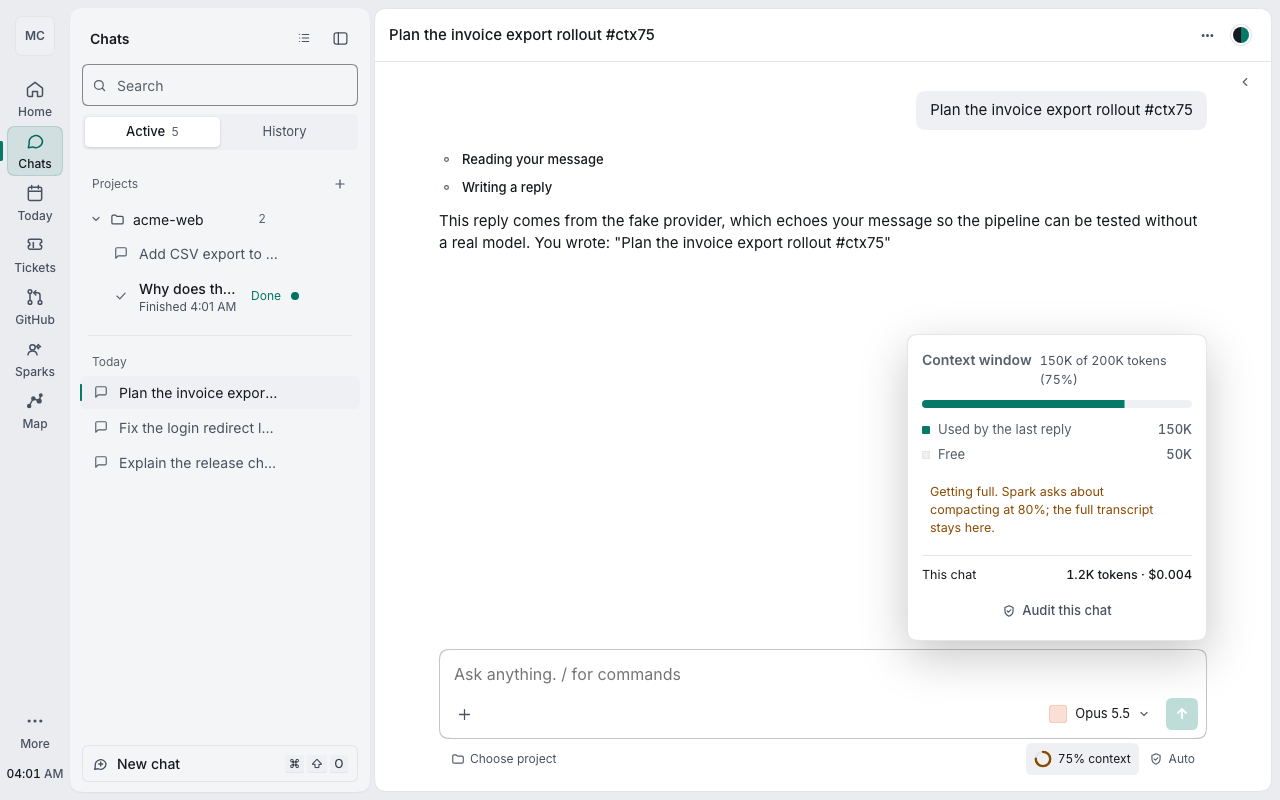 MC
Home
Chats
Today
Tickets
GitHub
Sparks
Map
More
04:01 AM
Chats
Search
Active 5
History
Projects
acme-web 2
Add CSV export to ...
Why does th... Done
Finished 4:01 AM
Today
Plan the invoice expor...
Fix the login redirect l...
Explain the release ch...
New chat ⌘ ⇧ O
Plan the invoice export rollout #ctx75
Plan the invoice export rollout #ctx75
Reading your message
Writing a reply
This reply comes from the fake provider, which echoes your message so the pipeline can be tested without
a real model. You wrote: "Plan the invoice export rollout #ctx75"
Context window 150K of 200K tokens
(75%)
Used by the last reply 150K
Free 50K
Getting full. Spark asks about
compacting at 80%; the full transcript
stays here.
This chat 1.2K tokens · $0.004
Audit this chat
Ask anything. / for commands
Opus 5.5
Choose project
75% context
Auto